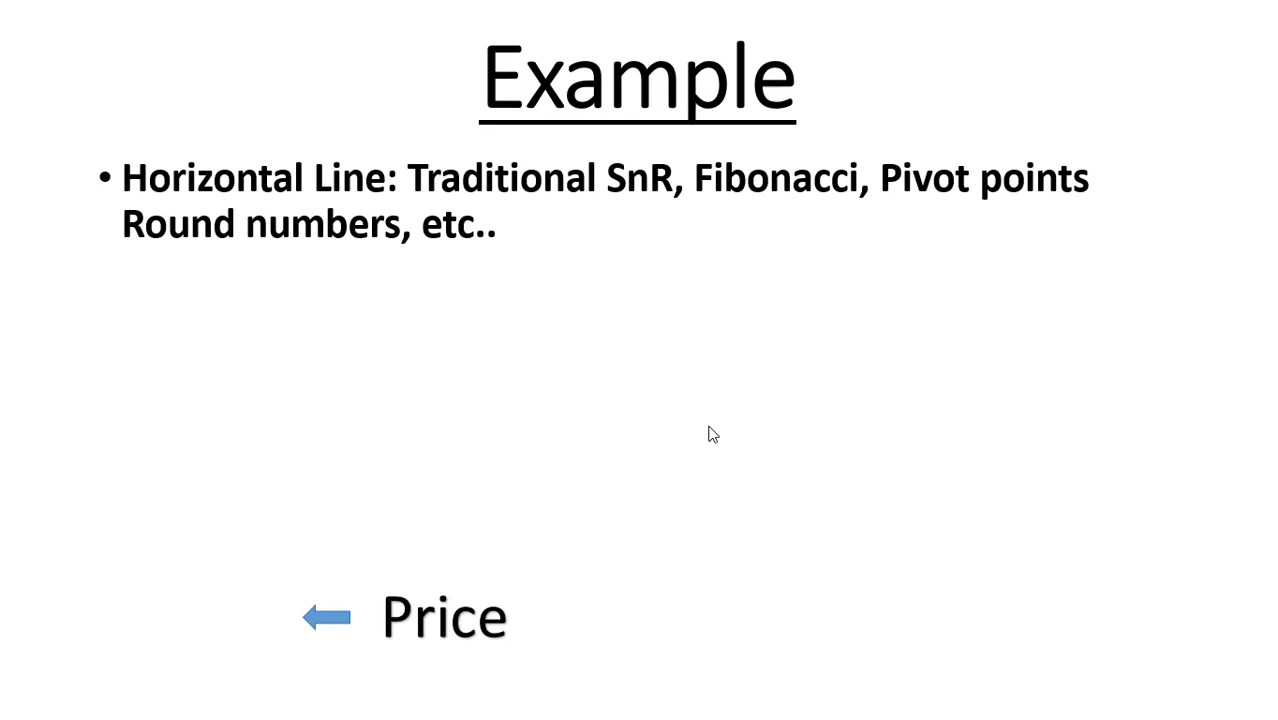 Example
• Horizontal Line: Traditional SnR, Fibonacci, Pivot points
Round numbers, etc..
Price